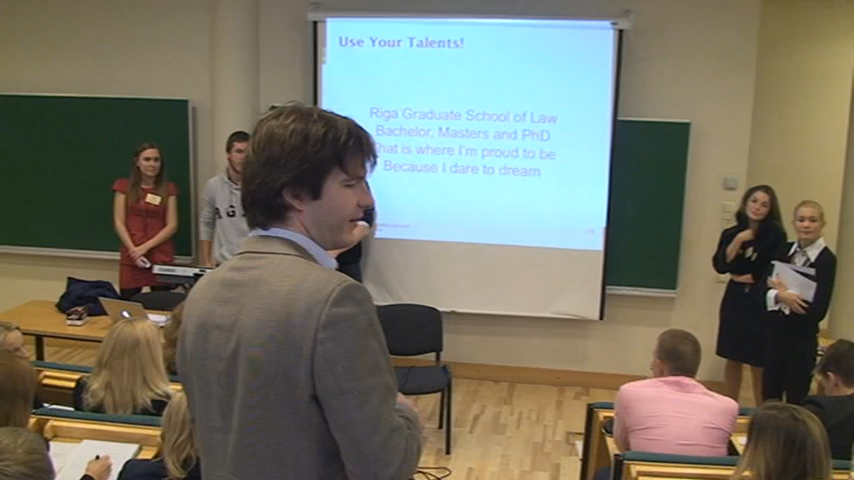 Use Your Talents!
Riga Graduate School of Law
Bachelor, Masters and PhD
That is where I'm proud to be
Because I dare to dream